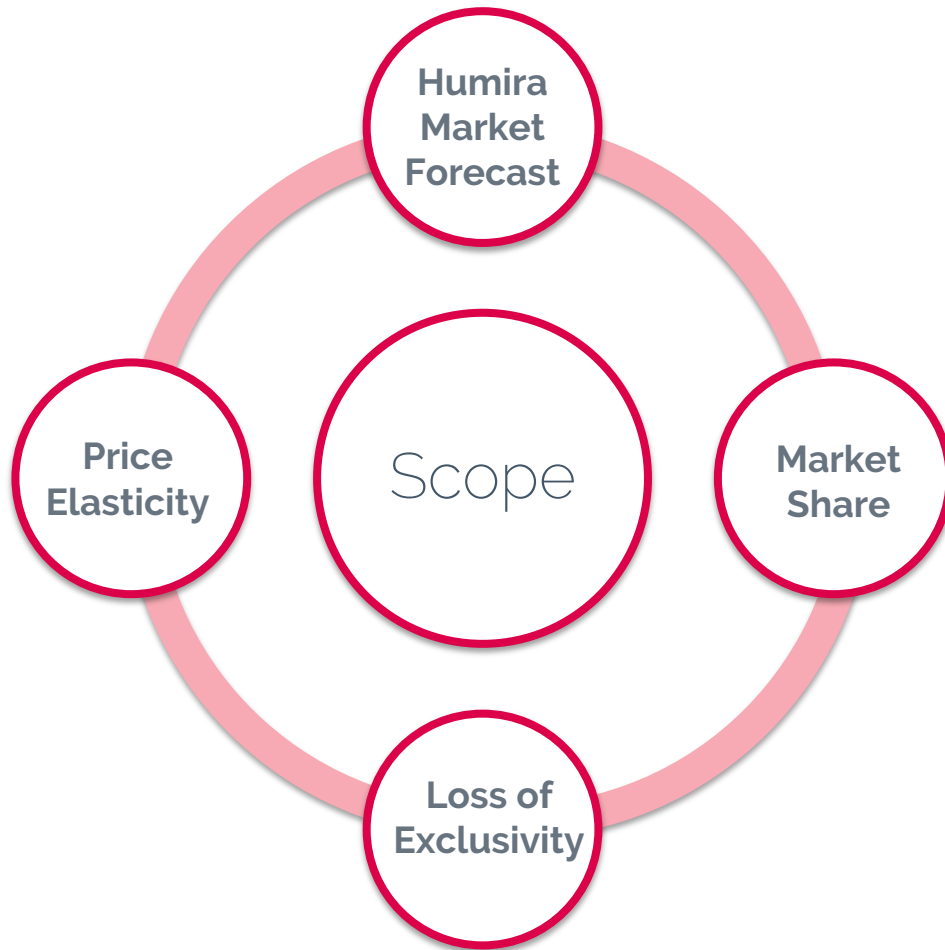 Humira
Market
Forecast
Price
Elasticity
Scope
Market
Share
Loss of
Exclusivity